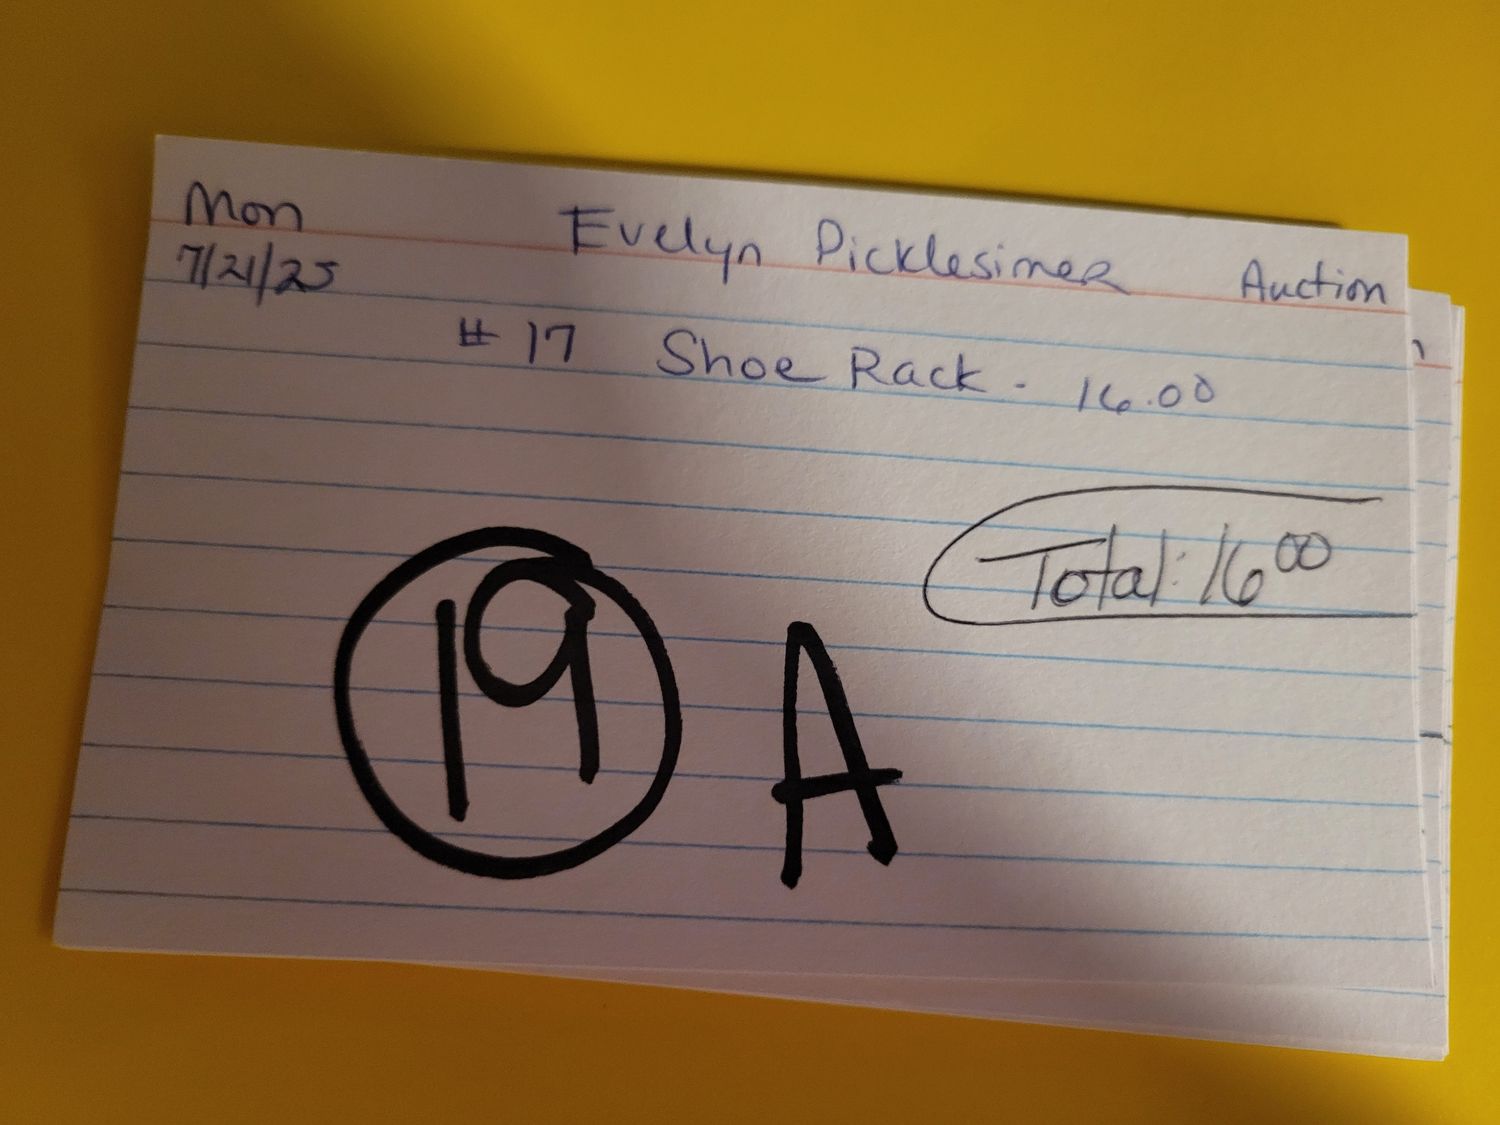 Mon Evelyn Picklesimer Auction
7/21/25
# 17 Shoe Rack - 16.00
Total: 16 00
19 A